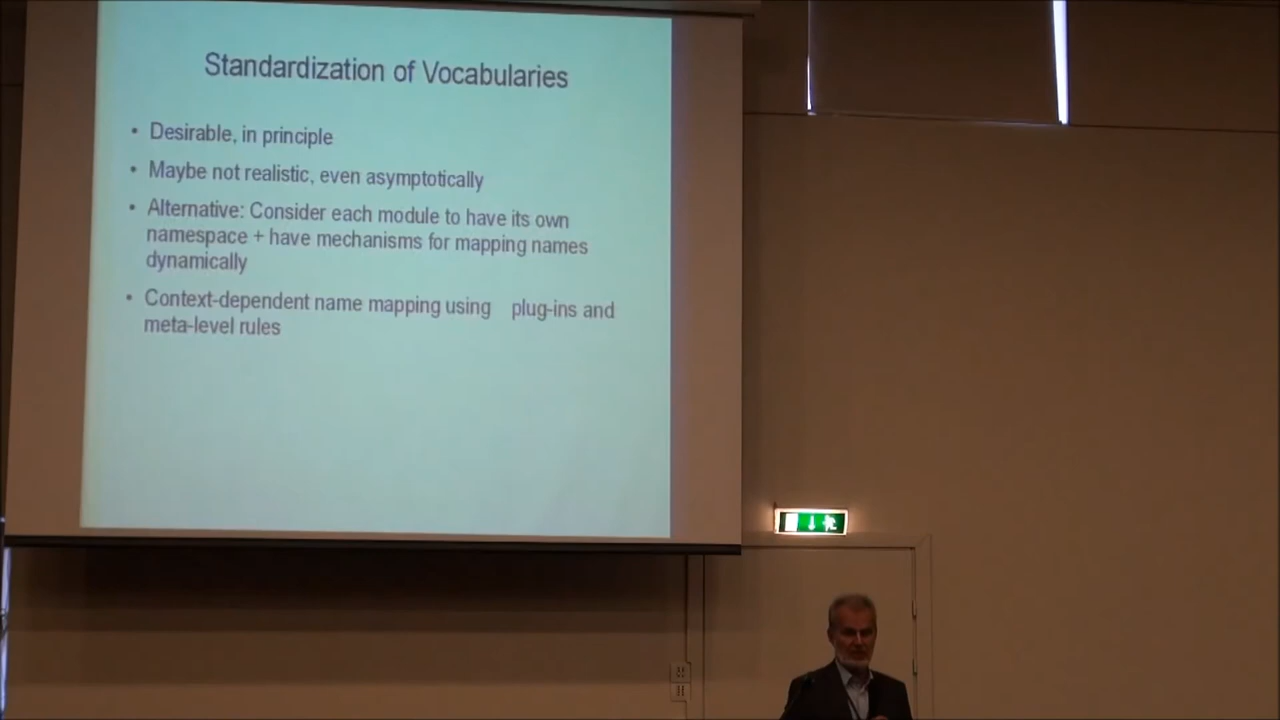 Standardization of Vocabularies
• Desirable, in principle
• Maybe not realistic, even asymptotically
• Alternative: Consider each module to have its own
namespace + have mechanisms for mapping names
dynamically
• Context-dependent name mapping using plug-ins and
meta-level rules